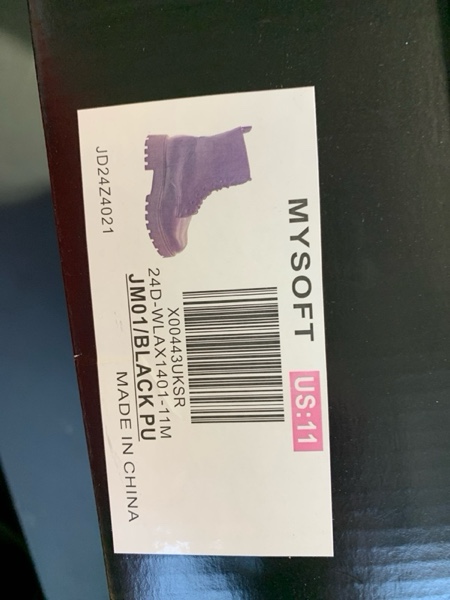 MYSOFT US:11
X00443UKSR
24D-WLAX1401-11M
JM01/BLACK PU
MADE IN CHINA
JD24Z4021